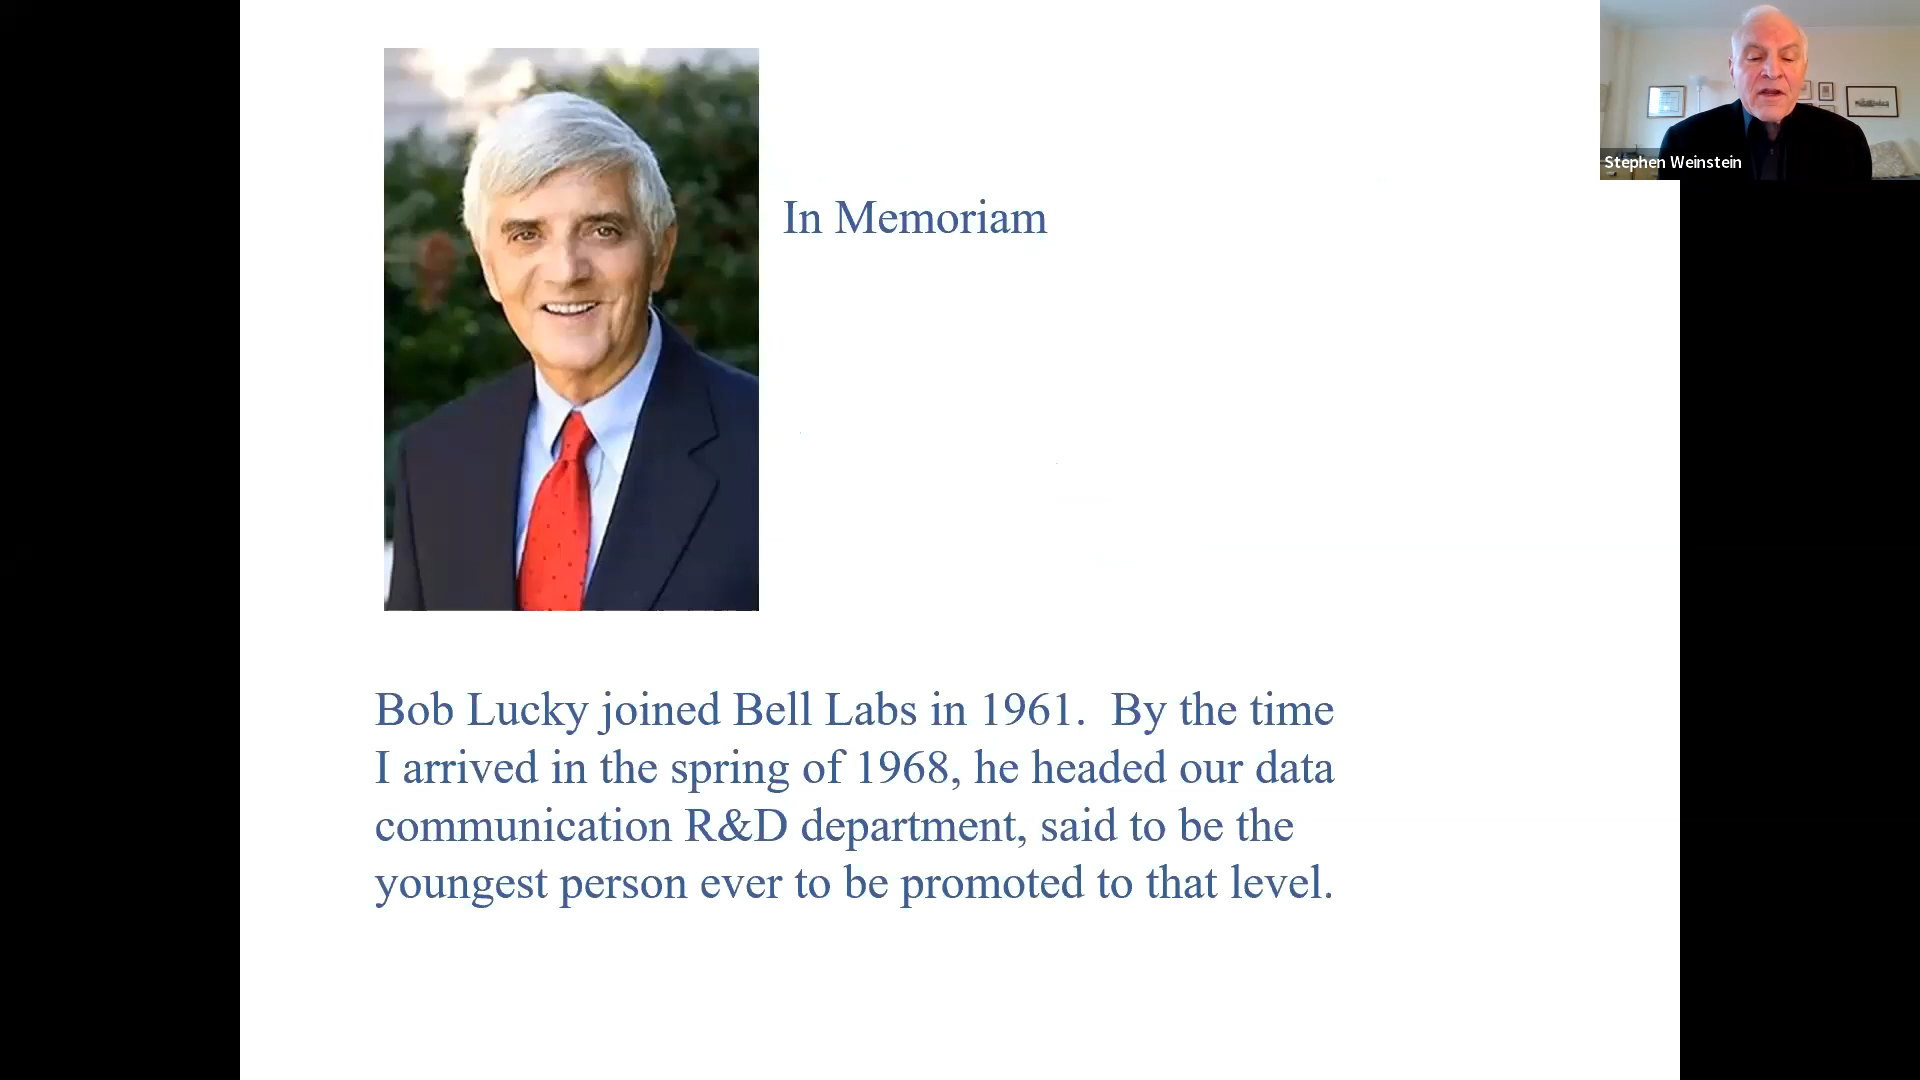 Stephen Weinstein
In Memoriam
Bob Lucky joined Bell Labs in 1961.  By the time
I arrived in the spring of 1968, he headed our data
communication R&D department, said to be the
youngest person ever to be promoted to that level.